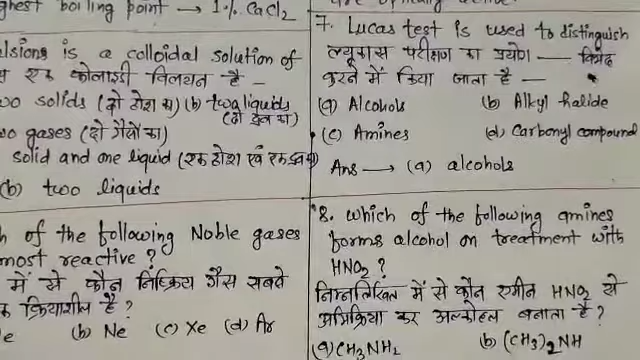 ghest boiling point → 1% CaCl₂
lsions is a colloidal solution of
एक कोलाइडी विलयन है —
wo solids (दो ठोस का) (b) two liquids
(दो द्रव का)
wo gases (दो गैसों का)
solid and one liquid (एक ठोस एवं एक द्रव का)
(b) two liquids
h of the following Noble gases
most reactive ?
में से कौन निष्क्रिय गैस सबसे
क्रियाशील है ?
e (b) Ne (c) Xe (d) Ar
7. Lucas test is used to distinguish
ल्यूकास परीक्षण का प्रयोग — विभेद
करने में किया जाता है —
(a) Alcohols (b) Alkyl halide
(c) Amines (d) Carbonyl compound
Ans → (a) alcohols
8. Which of the following amines
forms alcohol on treatment with
HNO₂ ?
निम्नलिखित में से कौन एमीन HNO₂ से
अभिक्रिया कर अल्कोहल बनाता है ?
(a) CH₃NH₂ (b) (CH₃)₂NH